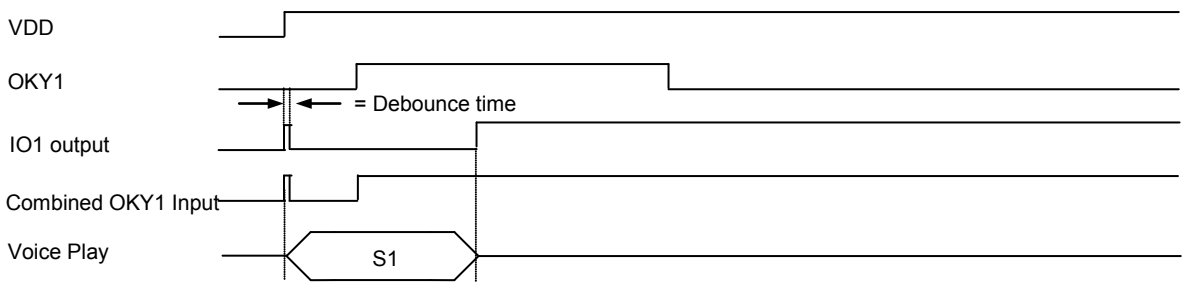 VDD
OKY1
= Debounce time
IO1 output
Combined OKY1 Input
Voice Play
S1